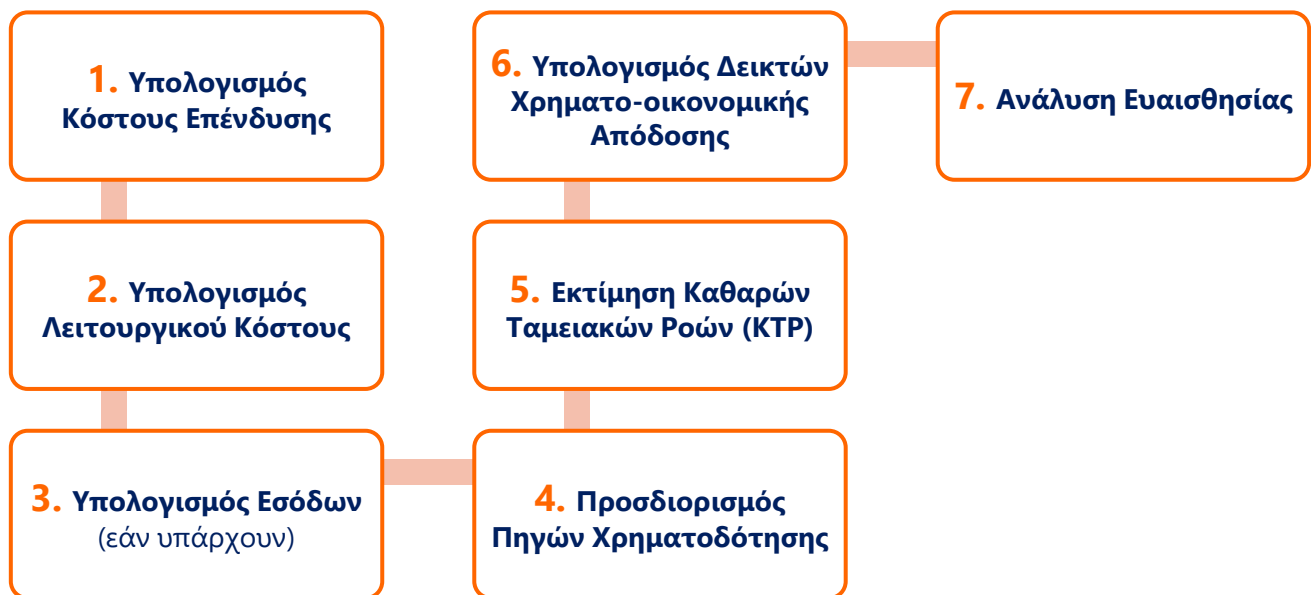 1. Υπολογισμός
Κόστους Επένδυσης
2. Υπολογισμός
Λειτουργικού Κόστους
3. Υπολογισμός Εσόδων
(εάν υπάρχουν)
4. Προσδιορισμός
Πηγών Χρηματοδότησης
5. Εκτίμηση Καθαρών
Ταμειακών Ροών (ΚΤΡ)
6. Υπολογισμός Δεικτών
Χρηματο-οικονομικής
Απόδοσης
7. Ανάλυση Ευαισθησίας